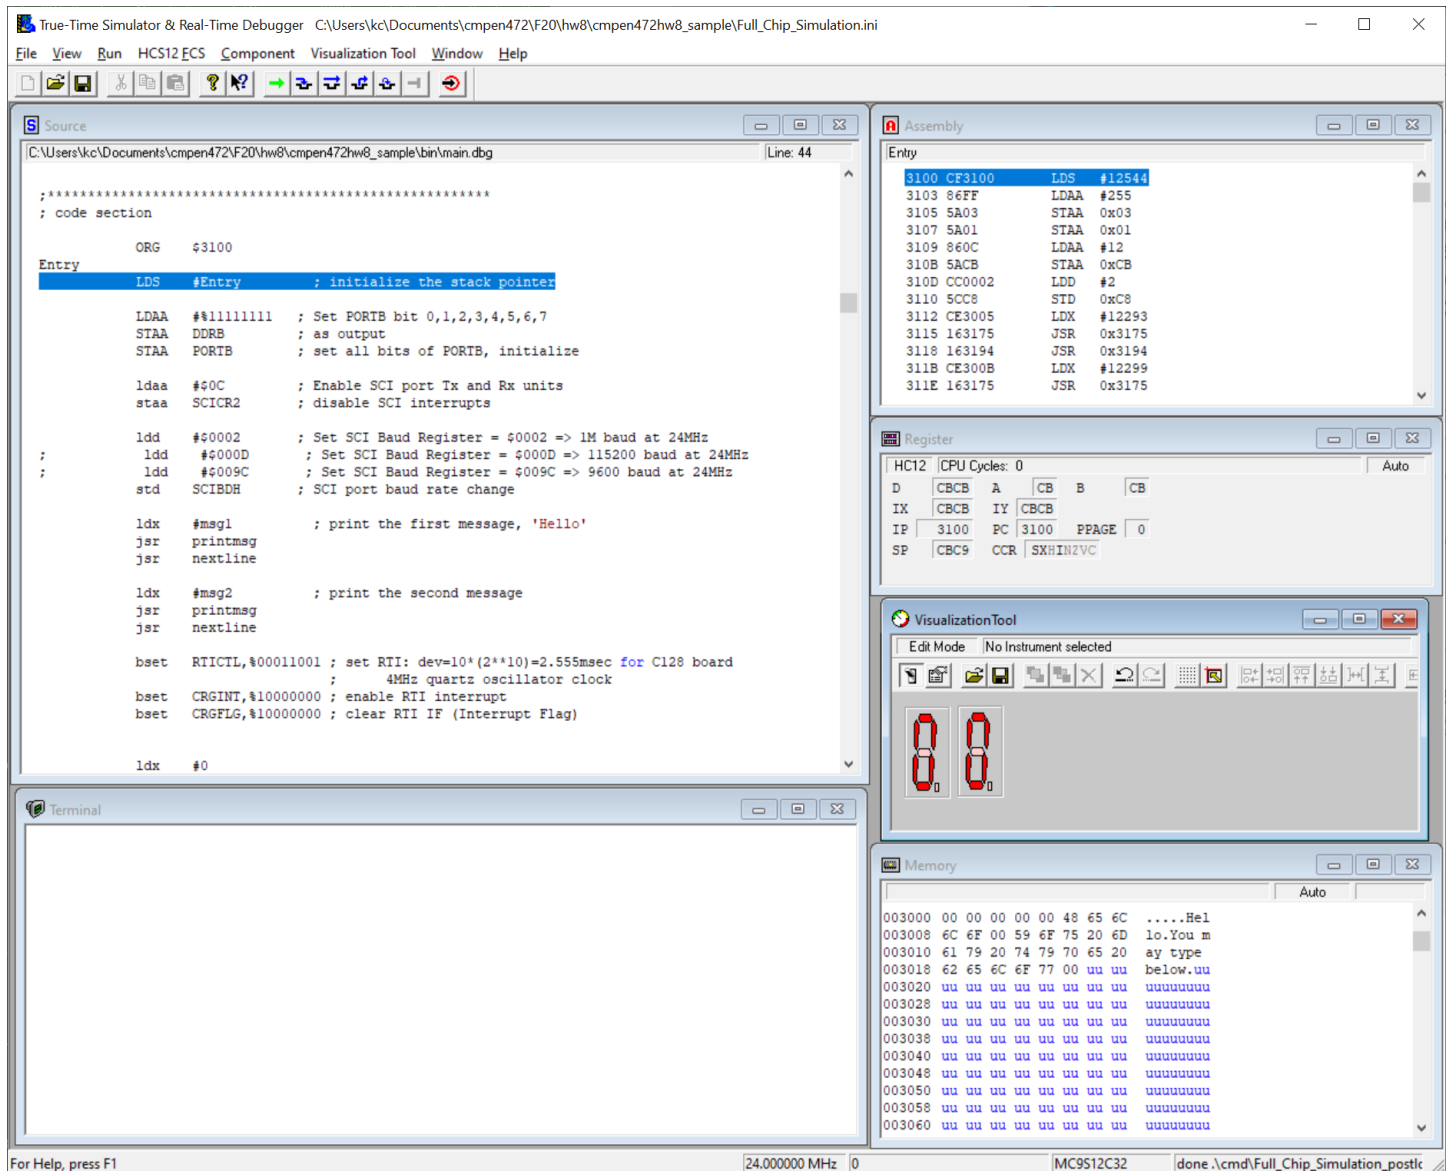 True-Time Simulator & Real-Time Debugger   C:\Users\kc\Documents\cmpen472\F20\hw8\cmpen472hw8_sample\Full_Chip_Simulation.ini
File View Run HCS12 FCS Component Visualization Tool Window Help
Source
C:\Users\kc\Documents\cmpen472\F20\hw8\cmpen472hw8_sample\bin\main.dbg Line: 44
;*******************************************************
; code section
ORG $3100
Entry
LDS #Entry ; initialize the stack pointer
LDAA #%11111111 ; Set PORTB bit 0,1,2,3,4,5,6,7
STAA DDRB ; as output
STAA PORTB ; set all bits of PORTB, initialize
ldaa #$0C ; Enable SCI port Tx and Rx units
staa SCICR2 ; disable SCI interrupts
ldd #$0002 ; Set SCI Baud Register = $0002 => 1M baud at 24MHz
; ldd #$000D ; Set SCI Baud Register = $000D => 115200 baud at 24MHz
; ldd #$009C ; Set SCI Baud Register = $009C => 9600 baud at 24MHz
std SCIBDH ; SCI port baud rate change
ldx #msg1 ; print the first message, 'Hello'
jsr printmsg
jsr nextline
ldx #msg2 ; print the second message
jsr printmsg
jsr nextline
bset RTICTL,%00011001 ; set RTI: dev=10*(2**10)=2.555msec for C128 board
; 4MHz quartz oscillator clock
bset CRGINT,%10000000 ; enable RTI interrupt
bset CRGFLG,%10000000 ; clear RTI IF (Interrupt Flag)
ldx #0
Terminal
Assembly
Entry
3100 CF3100 LDS #12544
3103 86FF LDAA #255
3105 5A03 STAA 0x03
3107 5A01 STAA 0x01
3109 860C LDAA #12
310B 5ACB STAA 0xCB
310D CC0002 LDD #2
3110 5CC8 STD 0xC8
3112 CE3005 LDX #12293
3115 163175 JSR 0x3175
3118 163194 JSR 0x3194
311B CE300B LDX #12299
311E 163175 JSR 0x3175
Register
HC12 CPU Cycles: 0 Auto
D CBCB A CB B CB
IX CBCB IY CBCB
IP 3100 PC 3100 PPAGE 0
SP CBC9 CCR SXHINZVC
VisualizationTool
Edit Mode No Instrument selected
00
Memory
Auto
003000 00 00 00 00 00 48 65 6C .....Hel
003008 6C 6F 00 59 6F 75 20 6D lo.You m
003010 61 79 20 74 79 70 65 20 ay type
003018 62 65 6C 6F 77 00 uu uu below.uu
003020 uu uu uu uu uu uu uu uu uuuuuuuu
003028 uu uu uu uu uu uu uu uu uuuuuuuu
003030 uu uu uu uu uu uu uu uu uuuuuuuu
003038 uu uu uu uu uu uu uu uu uuuuuuuu
003040 uu uu uu uu uu uu uu uu uuuuuuuu
003048 uu uu uu uu uu uu uu uu uuuuuuuu
003050 uu uu uu uu uu uu uu uu uuuuuuuu
003058 uu uu uu uu uu uu uu uu uuuuuuuu
003060 uu uu uu uu uu uu uu uu uuuuuuuu
For Help, press F1 24.000000 MHz 0 MC9S12C32 done .\cmd\Full_Chip_Simulation_postlc